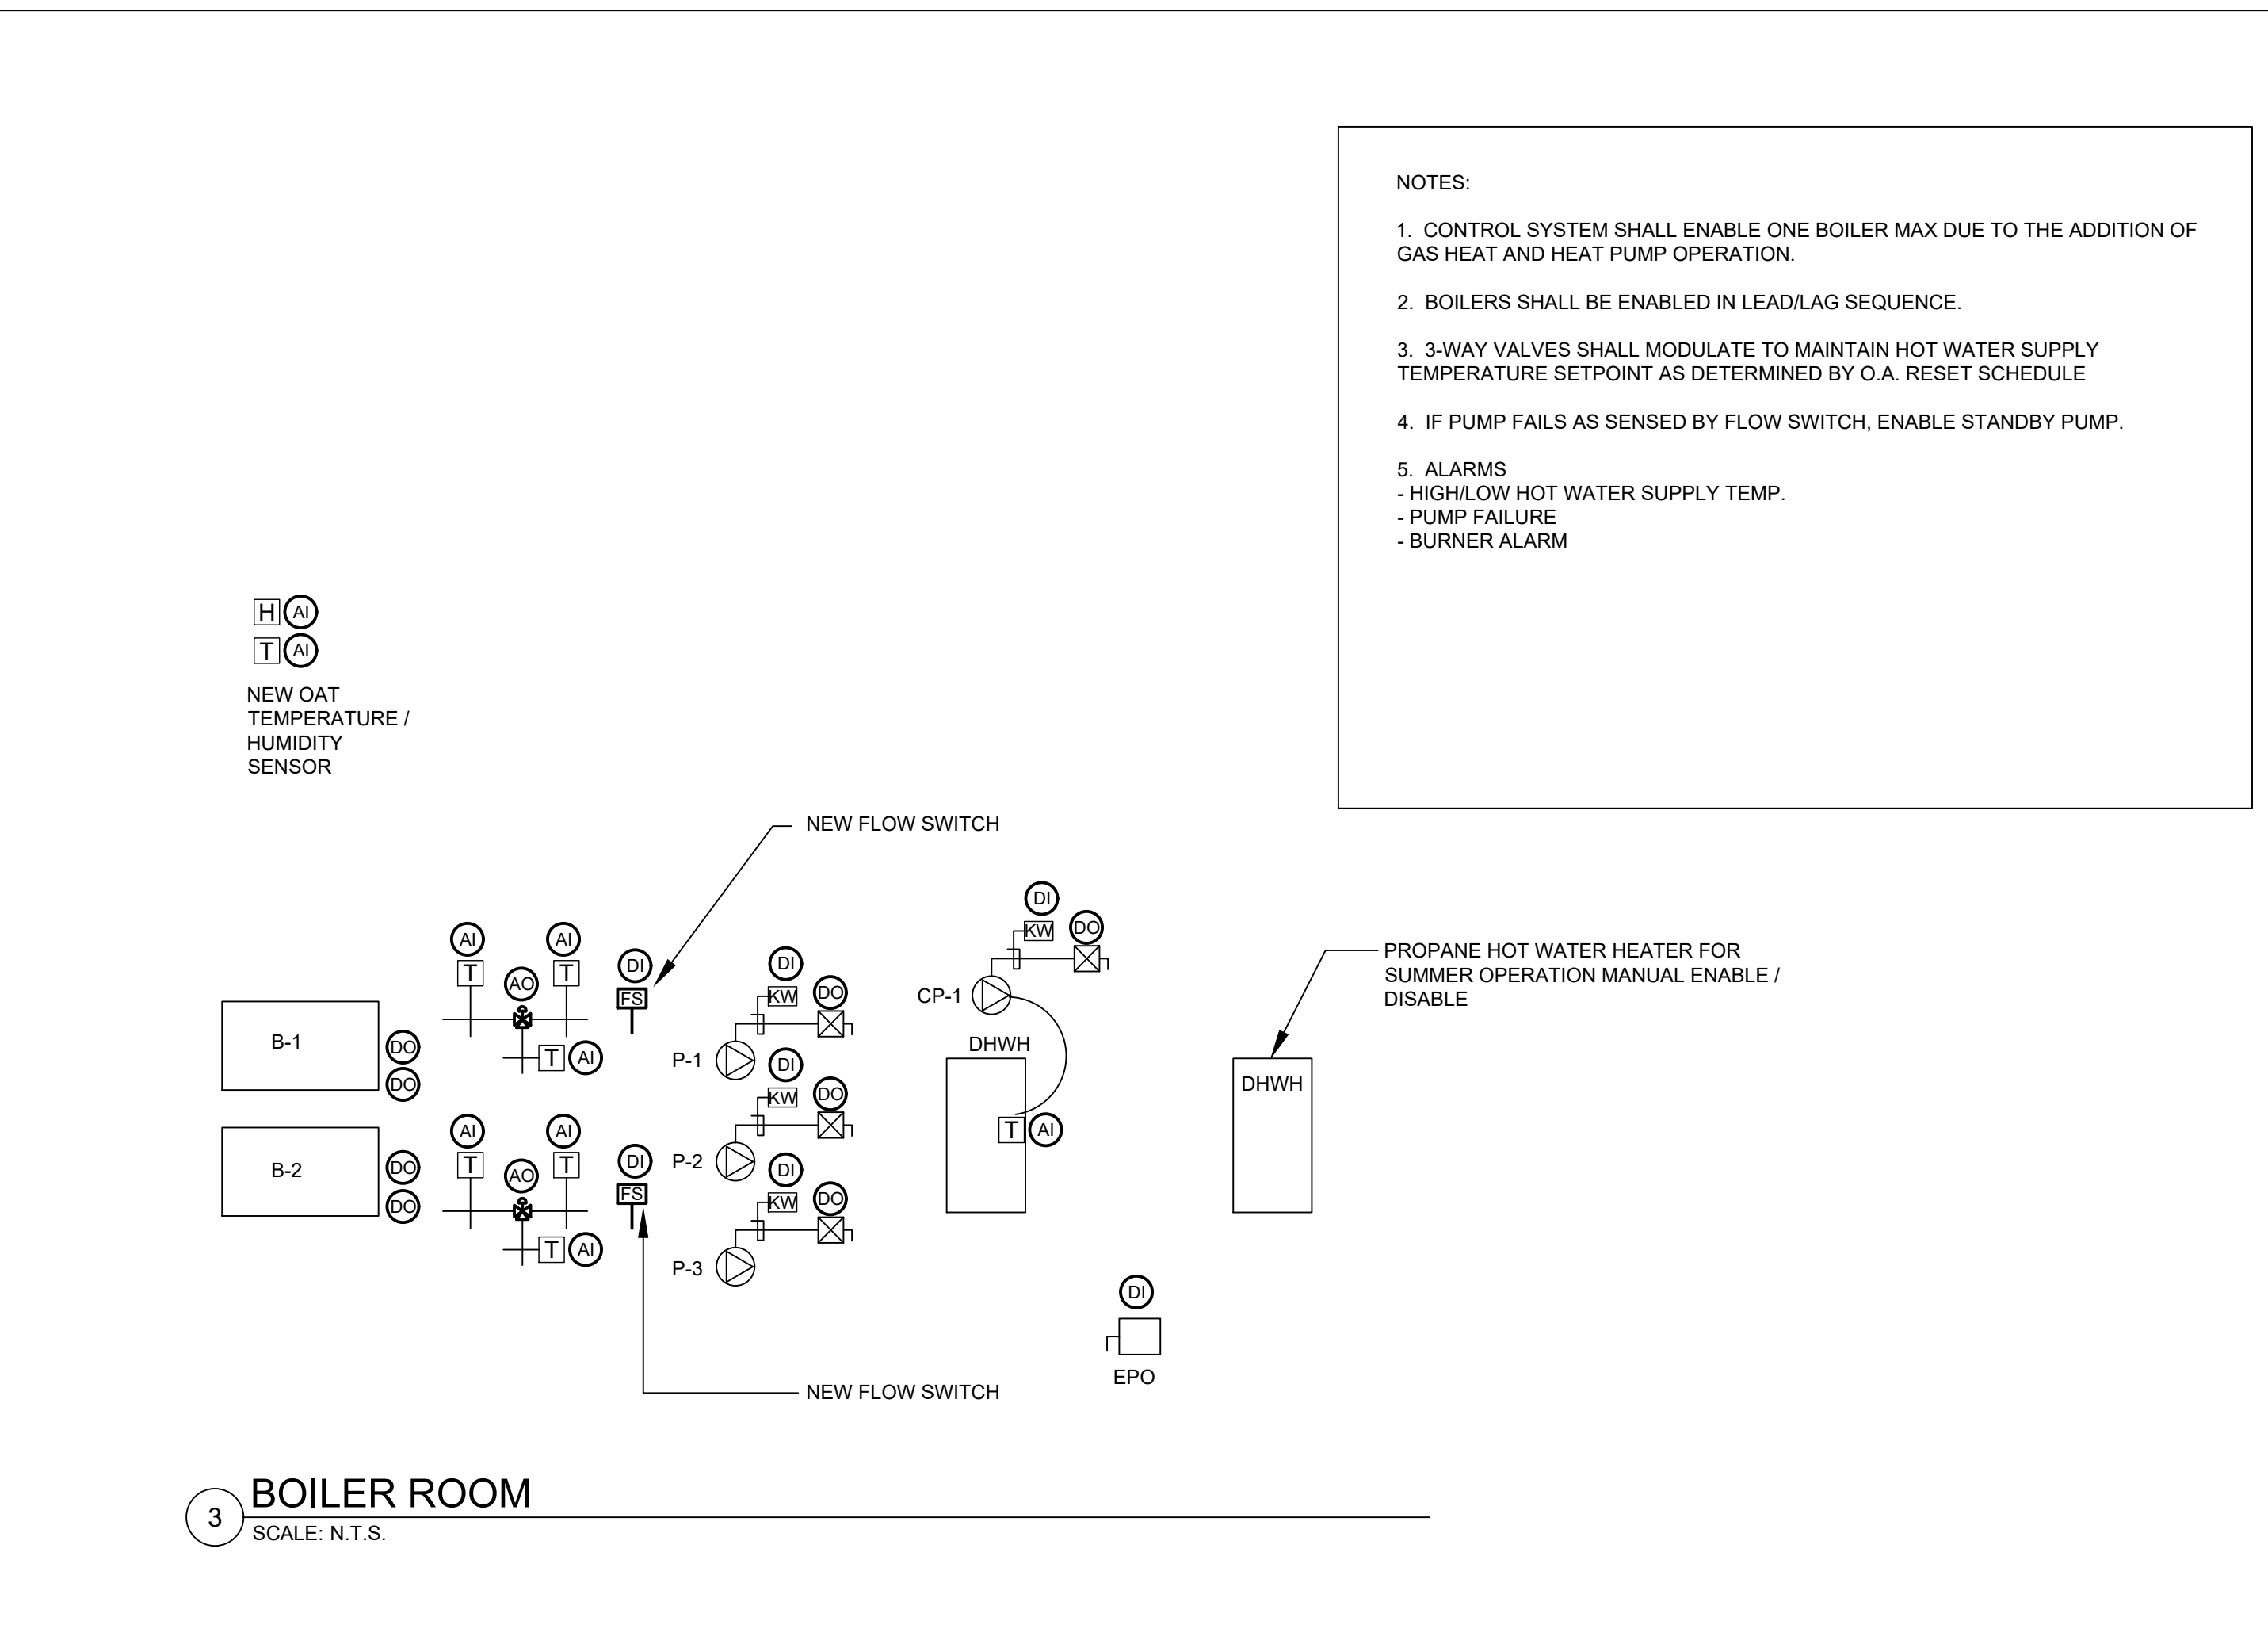 NOTES:
1. CONTROL SYSTEM SHALL ENABLE ONE BOILER MAX DUE TO THE ADDITION OF
GAS HEAT AND HEAT PUMP OPERATION.
2. BOILERS SHALL BE ENABLED IN LEAD/LAG SEQUENCE.
3. 3-WAY VALVES SHALL MODULATE TO MAINTAIN HOT WATER SUPPLY
TEMPERATURE SETPOINT AS DETERMINED BY O.A. RESET SCHEDULE
4. IF PUMP FAILS AS SENSED BY FLOW SWITCH, ENABLE STANDBY PUMP.
5. ALARMS
- HIGH/LOW HOT WATER SUPPLY TEMP.
- PUMP FAILURE
- BURNER ALARM
H AI
T AI
NEW OAT
TEMPERATURE /
HUMIDITY
SENSOR
NEW FLOW SWITCH
B-1
DO
DO
AI
T
AO
AI
T
T AI
DI
FS
B-2
DO
DO
AI
T
AO
AI
T
T AI
DI
FS
NEW FLOW SWITCH
P-1
DI
KW
DO
P-2
DI
KW
DO
P-3
DI
KW
DO
CP-1
DI
KW
DO
DHWH
T AI
PROPANE HOT WATER HEATER FOR
SUMMER OPERATION MANUAL ENABLE /
DISABLE
DHWH
DI
EPO
3
BOILER ROOM
SCALE: N.T.S.